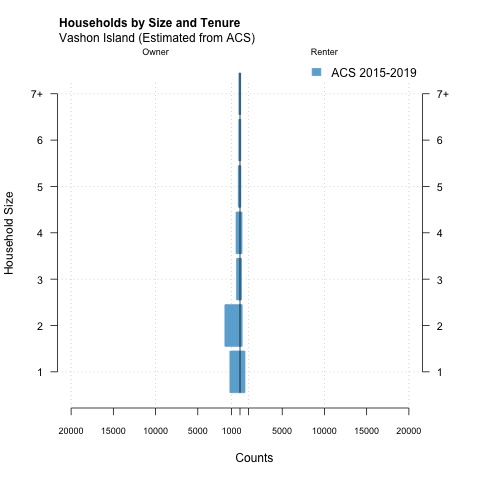 Households by Size and Tenure
Vashon Island (Estimated from ACS)
Owner
Renter
ACS 2015-2019
7+ 7+
6 6
5 5
4 4
3 3
2 2
1 1
Household Size
20000 15000 10000 5000 1000 5000 10000 15000 20000
Counts